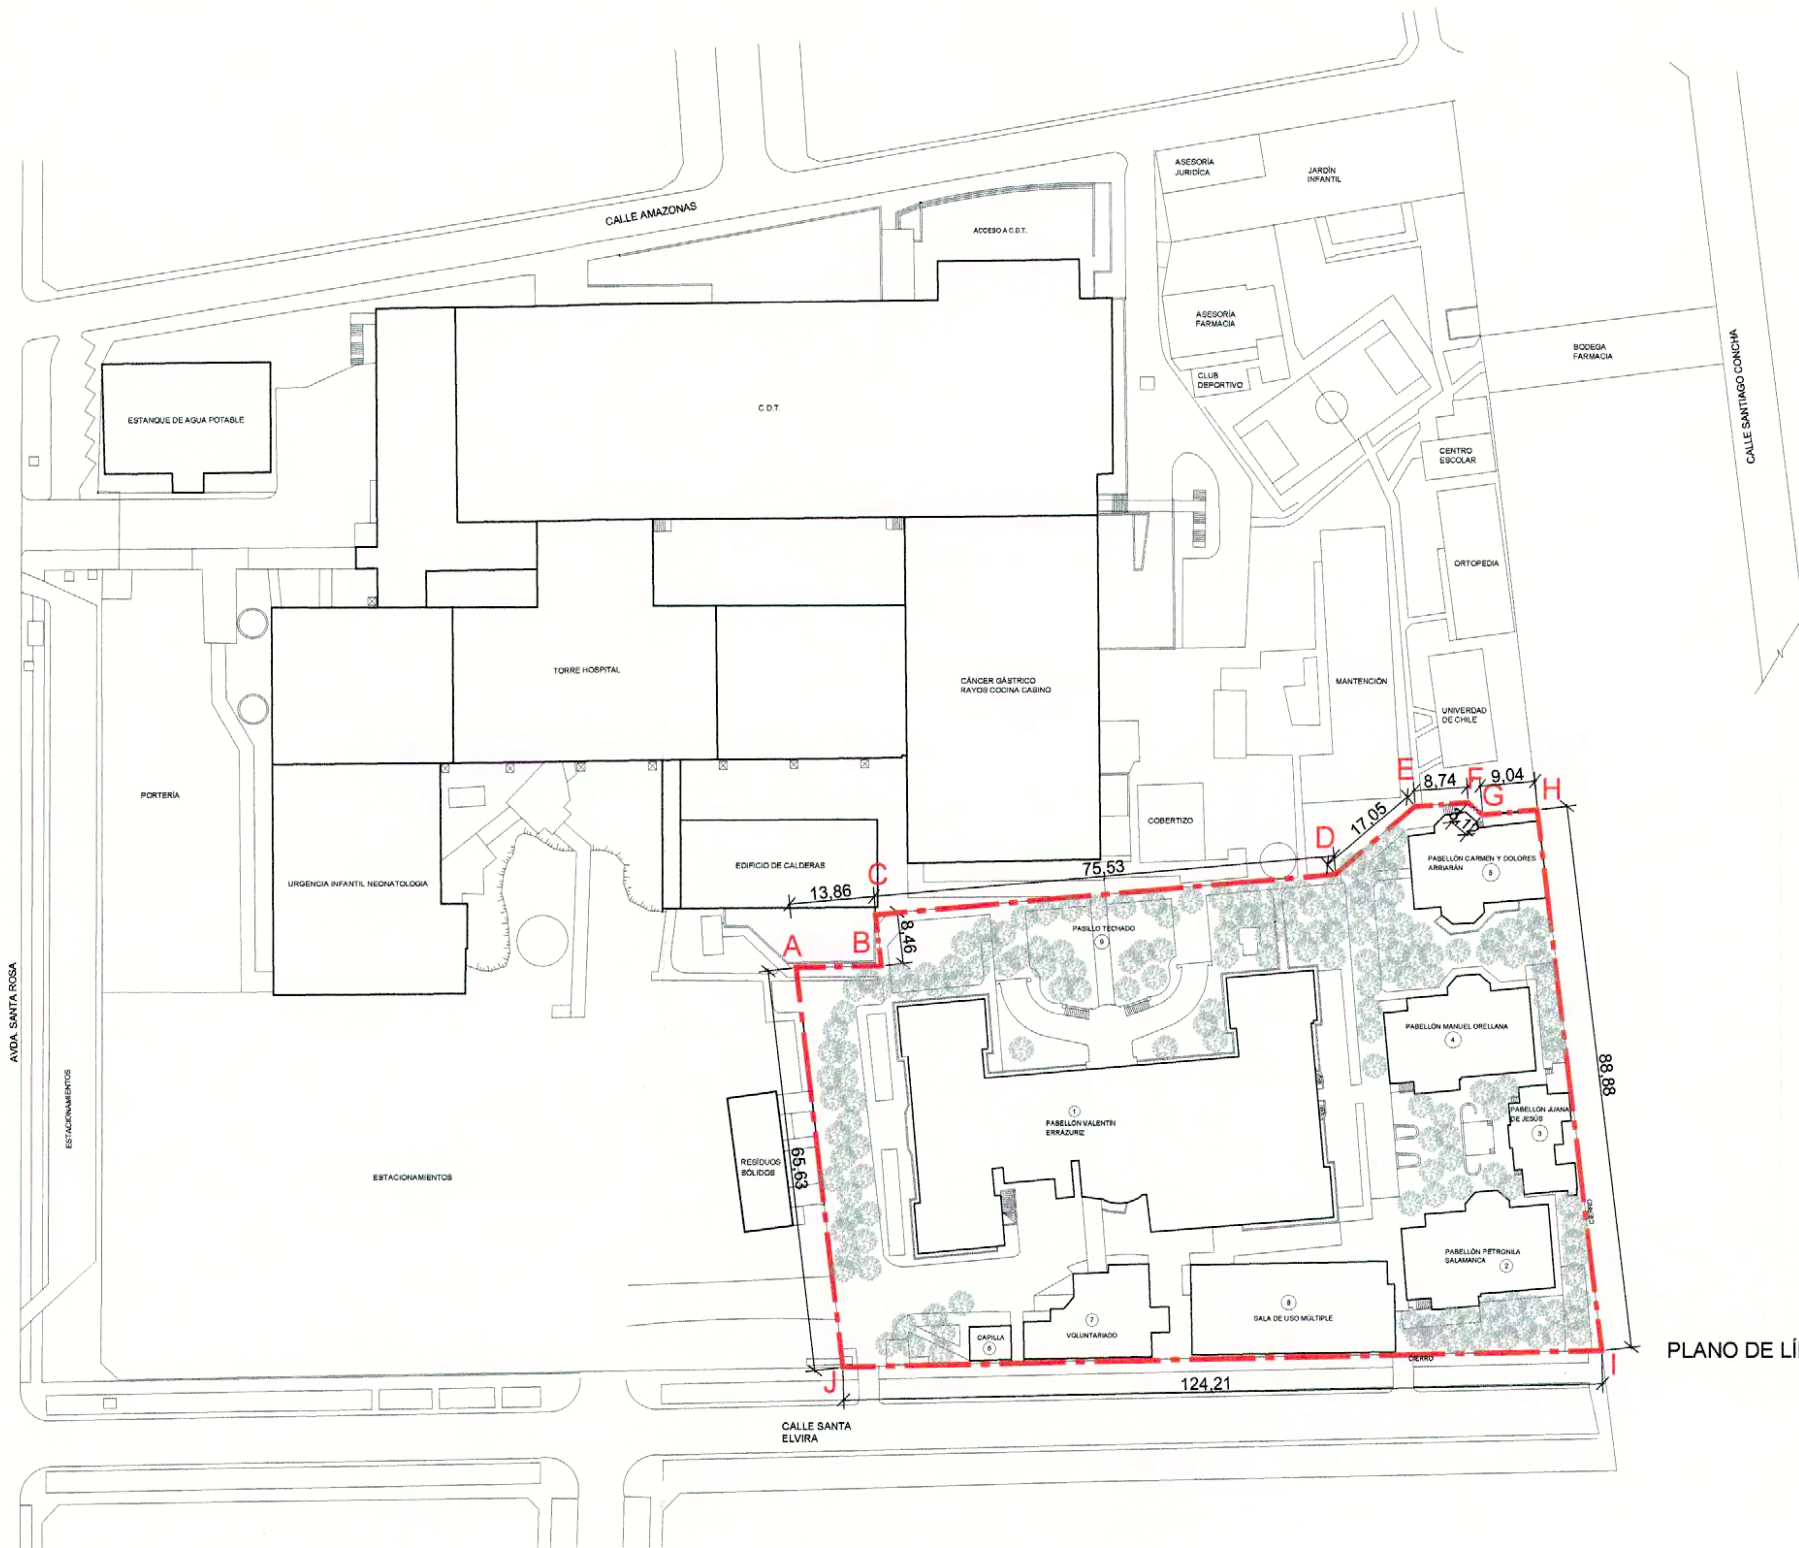 CALLE AMAZONAS
ACCESO A C.D.T.
ASESORÍA
JURIDÍCA
JARDÍN
INFANTIL
ASESORÍA
FARMACIA
CLUB
DEPORTIVO
BODEGA
FARMACIA
CALLE SANTIAGO CONCHA
ESTANQUE DE AGUA POTABLE
C.D.T.
CENTRO
ESCOLAR
ORTOPEDIA
TORRE HOSPITAL
CÁNCER GÁSTRICO
RAYOS COCINA CASINO
MANTENCIÓN
UNIVERDAD
DE CHILE
N
PORTERÍA
COBERTIZO
E
8,74
F
9,04
G
H
17,05
D
EDIFICIO DE CALDERAS
URGENCIA INFANTIL NEONATOLOGIA
C
13,86
75,53
PABELLÓN CARMEN Y DOLORES
ARRIARÁN
5
A
B
8,46
PASILLO TECHADO
9
AVDA. SANTA ROSA
ESTACIONAMIENTOS
PABELLÓN MANUEL ORELLANA
4
88,88
1
PABELLÓN VALENTÍN
ERRÁZURIZ
PABELLÓN JUANA
DE JESÚS
3
RESÍDUOS
SÓLIDOS
65,63
ESTACIONAMIENTOS
CIERRO
PABELLÓN PETRONILA
SALAMANCA
2
7
VOLUNTARIADO
8
SALA DE USO MÚLTIPLE
CAPILLA
6
CIERRO
PLANO DE LÍ
I
J
124,21
CALLE SANTA
ELVIRA